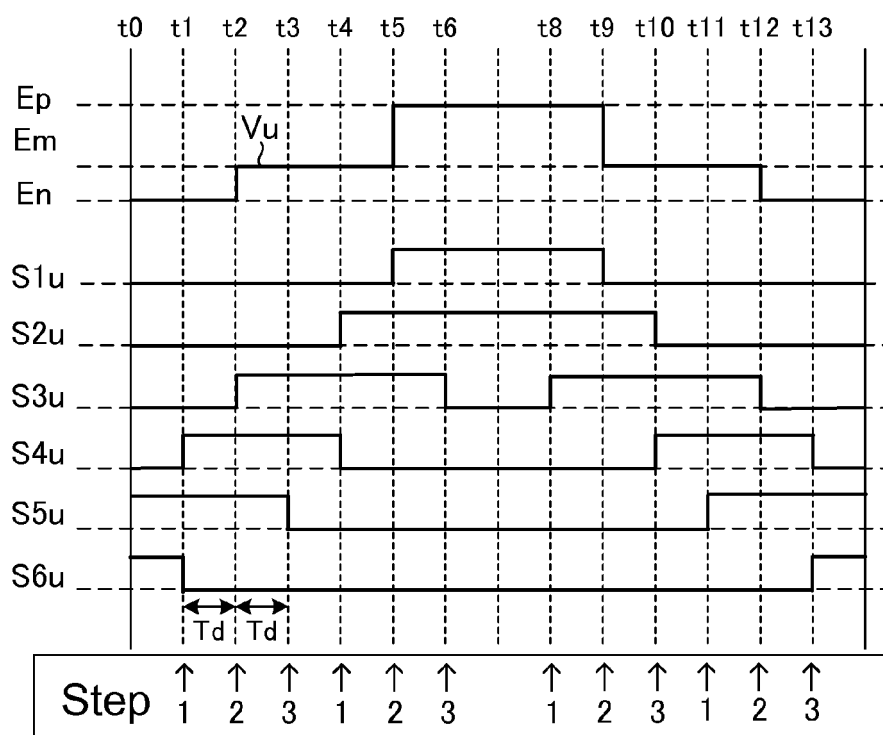 t0 t1 t2 t3 t4 t5 t6 t8 t9 t10 t11 t12 t13
Ep
Em
Vu
En
S1u
S2u
S3u
S4u
S5u
S6u
Td Td
Step 1 2 3 1 2 3 1 2 3 1 2 3